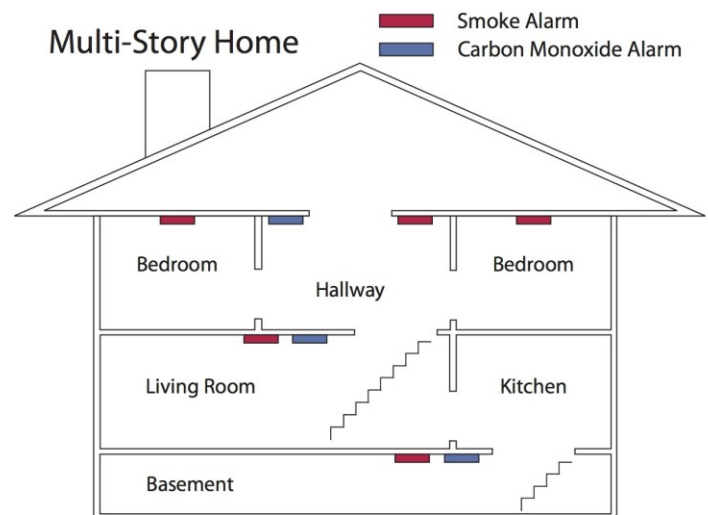 Multi-Story Home
Smoke Alarm
Carbon Monoxide Alarm
Bedroom
Bedroom
Hallway
Living Room
Kitchen
Basement